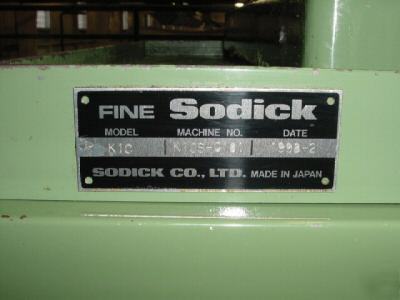 FINE Sodick
MODEL MACHINE NO. DATE
K1C
SODICK CO., LTD. MADE IN JAPAN